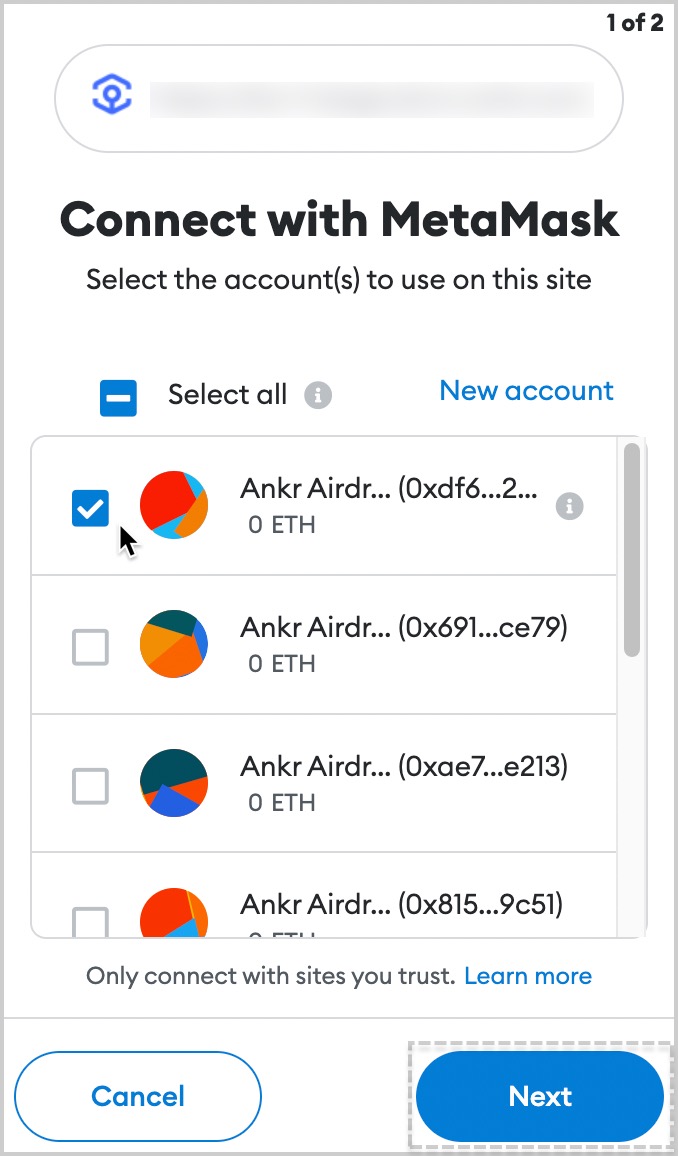 1 of 2
Connect with MetaMask
Select the account(s) to use on this site
Select all
New account
Ankr Airdr... (0xdf6...2...
0 ETH
Ankr Airdr... (0x691...ce79)
0 ETH
Ankr Airdr... (0xae7...e213)
0 ETH
Ankr Airdr... (0x815...9c51)
0 ETH
Only connect with sites you trust. Learn more
Cancel
Next